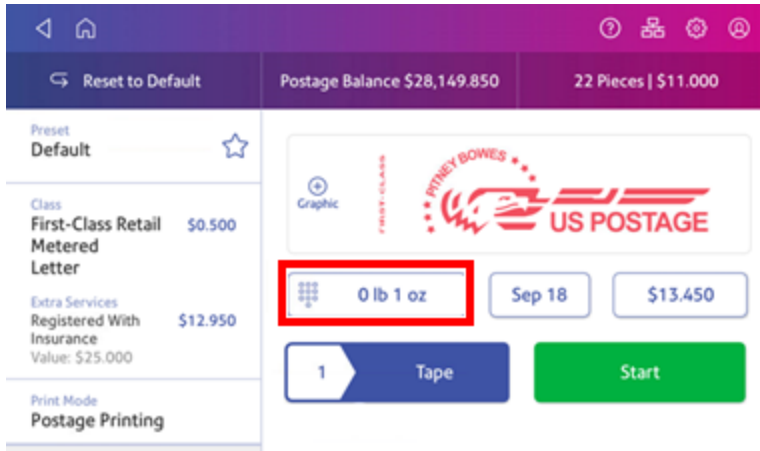 Reset to Default
Postage Balance $28,149.850
22 Pieces | $11.000
Preset
Default
Class
First-Class Retail $0.500
Metered
Letter
Extra Services
Registered With $12.950
Insurance
Value: $25.000
Print Mode
Postage Printing
Graphic
FIRST-CLASS
PITNEY BOWES
US POSTAGE
0 lb 1 oz
Sep 18
$13.450
1
Tape
Start